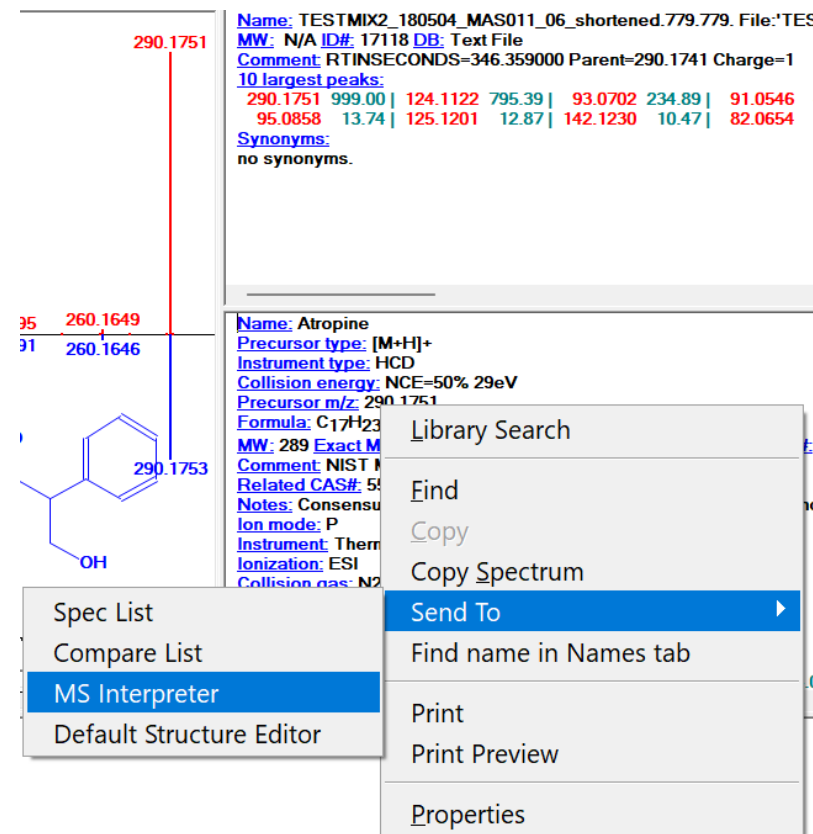 290.1751
Name: TESTMIX2_180504_MAS011_06_shortened.779.779. File:'TES
MW: N/A ID#: 17118 DB: Text File
Comment: RTINSECONDS=346.359000 Parent=290.1741 Charge=1
10 largest peaks:
290.1751 999.00 | 124.1122 795.39 | 93.0702 234.89 | 91.0546
95.0858 13.74 | 125.1201 12.87 | 142.1230 10.47 | 82.0654
Synonyms:
no synonyms.
95 260.1649
91 260.1646
290.1753
OH
Name: Atropine
Precursor type: [M+H]+
Instrument type: HCD
Collision energy: NCE=50% 29eV
Precursor m/z: 290.1751
Formula: C17H23
MW: 289 Exact M
Comment: NIST
Related CAS#: 5
Notes: Consensu
Ion mode: P
Instrument: Therm
Ionization: ESI
Collision gas: N2
Library Search
Find
Copy
Copy Spectrum
Send To
Find name in Names tab
Print
Print Preview
Properties
Spec List
Compare List
MS Interpreter
Default Structure Editor